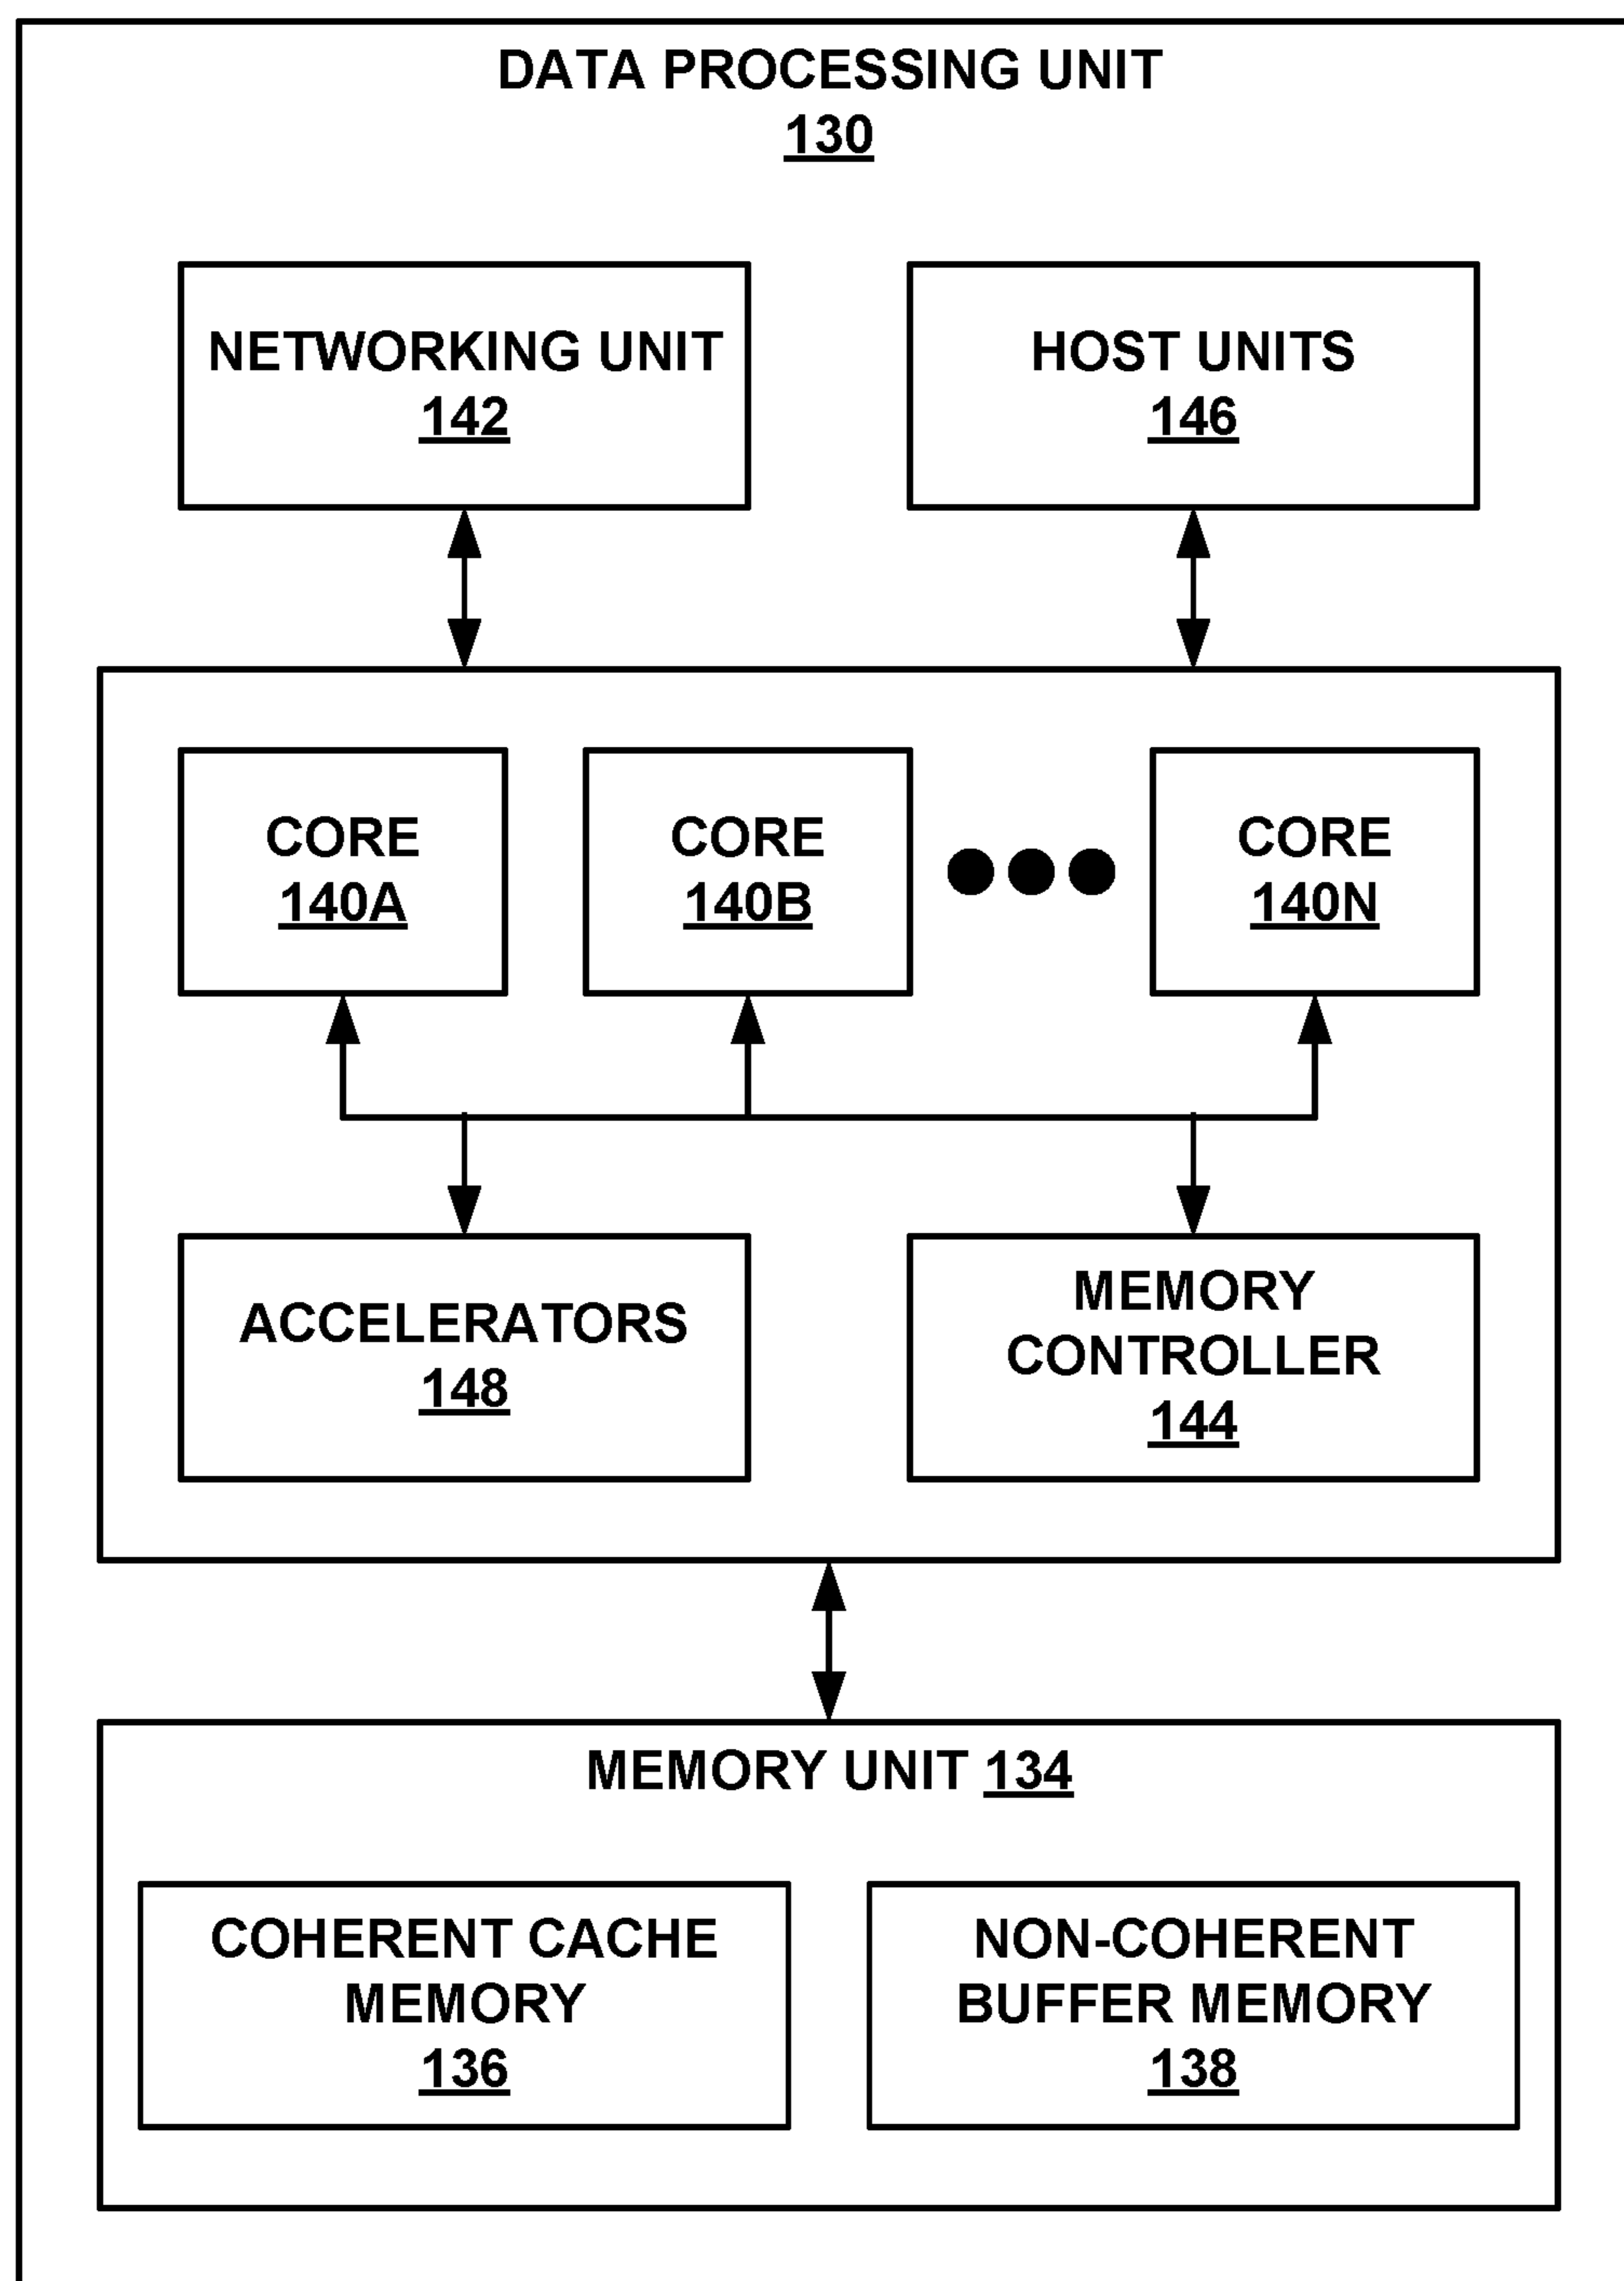 DATA PROCESSING UNIT
130
NETWORKING UNIT
142
HOST UNITS
146
CORE
140A
CORE
140B
CORE
140N
ACCELERATORS
148
MEMORY
CONTROLLER
144
MEMORY UNIT 134
COHERENT CACHE
MEMORY
136
NON-COHERENT
BUFFER MEMORY
138